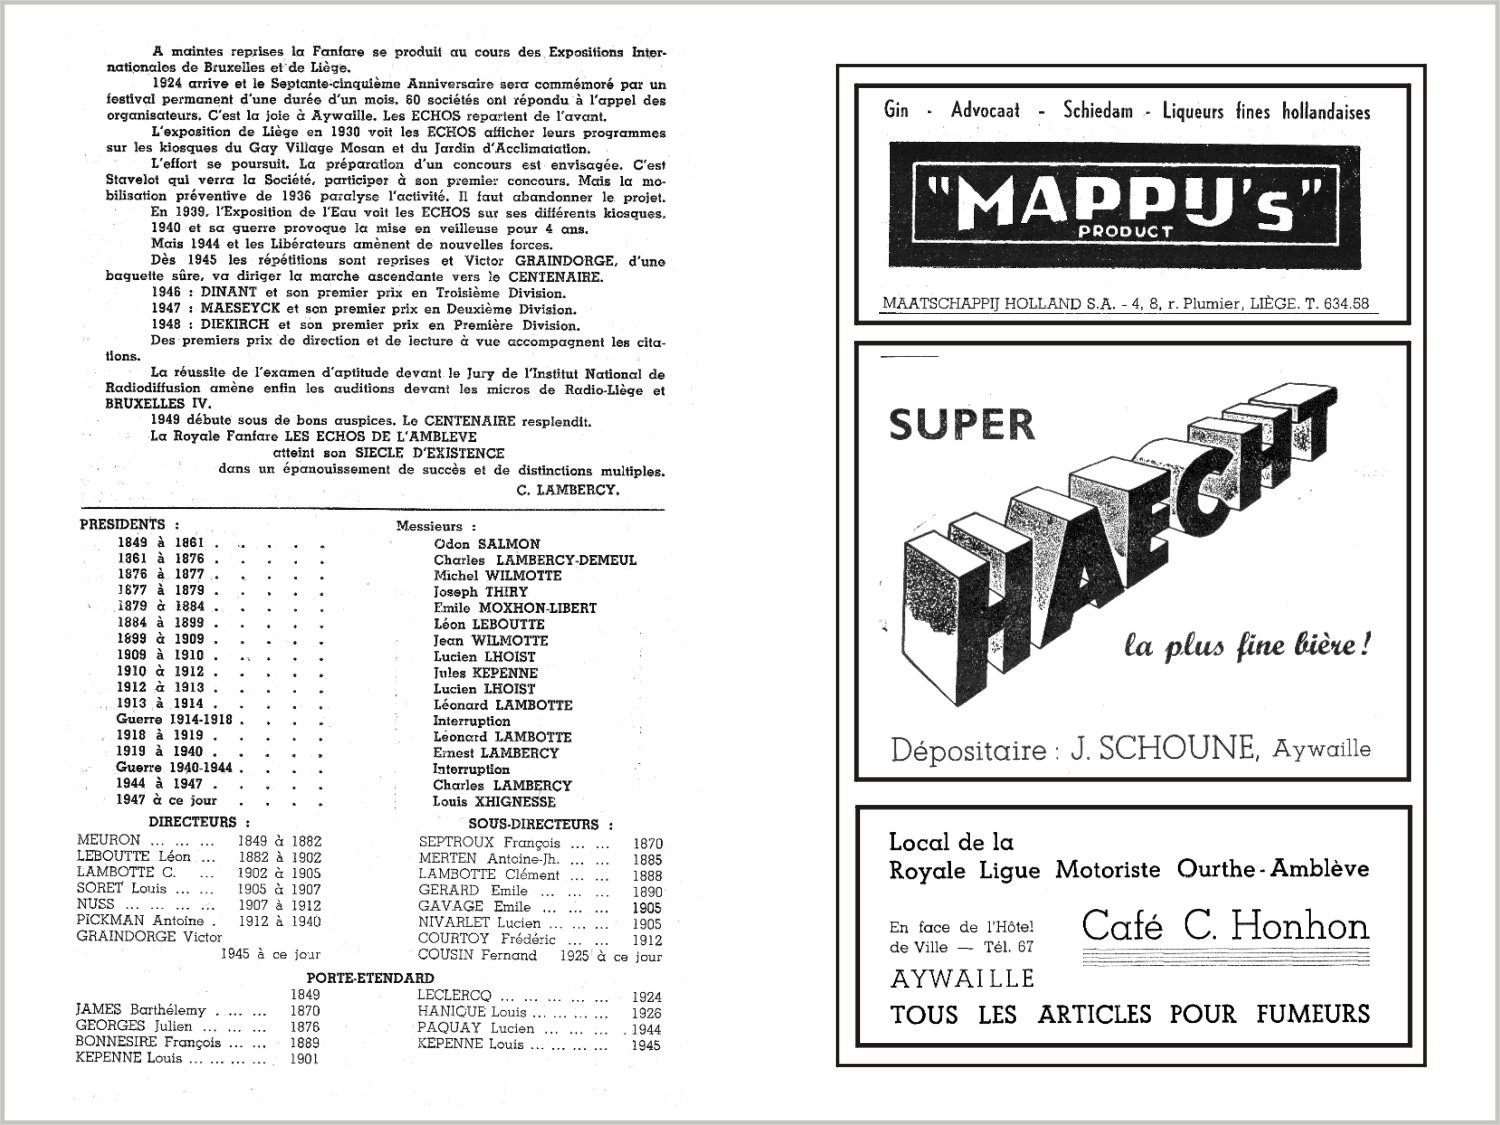 A maintes reprises la Fanfare se produit au cours des Expositions Inter-
nationales de Bruxelles et de Liège.
1924 arrive et le Septante-cinquième Anniversaire sera commémoré par un
festival permanent d'une durée d'un mois. 60 sociétés ont répondu à l'appel des
organisateurs. C'est la joie à Aywaille. Les ECHOS repartent de l'avant.
L'exposition de Liège en 1930 voit les ECHOS afficher leurs programmes
sur les kiosques du Gay Village Mosan et du Jardin d'Acclimatation.
L'effort se poursuit. La préparation d'un concours est envisagée. C'est
Stavelot qui verra la Société, participer à son premier concours. Mais la mo-
bilisation préventive de 1936 paralyse l'activité. Il faut abandonner le projet.
En 1939, l'Exposition de l'Eau voit les ECHOS sur ses différents kiosques.
1940 et sa guerre provoque la mise en veilleuse pour 4 ans.
Mais 1944 et les Libérateurs amènent de nouvelles forces.
Dès 1945 les répétitions sont reprises et Victor GRAINDORGE, d'une
baguette sûre, va diriger la marche ascendante vers le CENTENAIRE.
1946 : DINANT et son premier prix en Troisième Division.
1947 : MAESEYCK et son premier prix en Deuxième Division.
1948 : DIEKIRCH et son premier prix en Première Division.
Des premiers prix de direction et de lecture à vue accompagnent les cita-
tions.
La réussite de l'examen d'aptitude devant le Jury de l'Institut National de
Radiodiffusion amène enfin les auditions devant les micros de Radio-Liège et
BRUXELLES IV.
1949 débute sous de bons auspices. Le CENTENAIRE resplendit.
La Royale Fanfare LES ECHOS DE L'AMBLEVE
atteint son SIECLE D'EXISTENCE
dans un épanouissement de succès et de distinctions multiples.
C. LAMBERCY.
PRESIDENTS : Messieurs :
1849 à 1861 . . . . . Odon SALMON
1861 à 1876 . . . . . Charles LAMBERCY-DEMEUL
1876 à 1877 . . . . . Michel WILMOTTE
1877 à 1879 . . . . . Joseph THIRY
1879 à 1884 . . . . . Emile MOXHON-LIBERT
1884 à 1899 . . . . . Léon LEBOUTTE
1899 à 1909 . . . . . Jean WILMOTTE
1909 à 1910 . . . . . Lucien LHOIST
1910 à 1912 . . . . . Jules KEPENNE
1912 à 1913 . . . . . Lucien LHOIST
1913 à 1914 . . . . . Léonard LAMBOTTE
Guerre 1914-1918 . . . . Interruption
1918 à 1919 . . . . . Léonard LAMBOTTE
1919 à 1940 . . . . . Ernest LAMBERCY
Guerre 1940-1944 . . . . Interruption
1944 à 1947 . . . . . Charles LAMBERCY
1947 à ce jour . . . . Louis XHIGNESSE
DIRECTEURS :
MEURON ... ... ... 1849 à 1882
LEBOUTTE Léon ... 1882 à 1902
LAMBOTTE C. ... 1902 à 1905
SORET Louis ... ... 1905 à 1907
NUSS ... ... ... ... 1907 à 1912
PICKMAN Antoine . 1912 à 1940
GRAINDORGE Victor
1945 à ce jour
SOUS-DIRECTEURS :
SEPTROUX François ... ... 1870
MERTEN Antoine-Jh. ... ... 1885
LAMBOTTE Clément ... ... 1888
GERARD Emile ... ... ... 1890
GAVAGE Emile ... ... ... 1905
NIVARLET Lucien ... ... ... 1905
COURTOY Frédéric ... ... 1912
COUSIN Fernand 1925 à ce jour
PORTE-ETENDARD
1849
JAMES Barthélemy . ... ... 1870
GEORGES Julien ... ... ... 1876
BONNESIRE François ... ... 1889
KEPENNE Louis ... ... ... ... 1901
LECLERCQ ... ... ... ... ... 1924
HANIQUE Louis ... ... ... ... 1926
PAQUAY Lucien ... ... ... . 1944
KEPENNE Louis ... ... ... ... 1945
Gin - Advocaat - Schiedam - Liqueurs fines hollandaises
"MAPPIJ's"
PRODUCT
MAATSCHAPPIJ HOLLAND S.A. - 4, 8, r. Plumier, LIÈGE. T. 634.58
SUPER
HAECHT
la plus fine bière !
Dépositaire : J. SCHOUNE, Aywaille
Local de la
Royale Ligue Motoriste Ourthe-Amblève
En face de l'Hôtel
de Ville — Tél. 67
AYWAILLE
Café C. Honhon
TOUS LES ARTICLES POUR FUMEURS